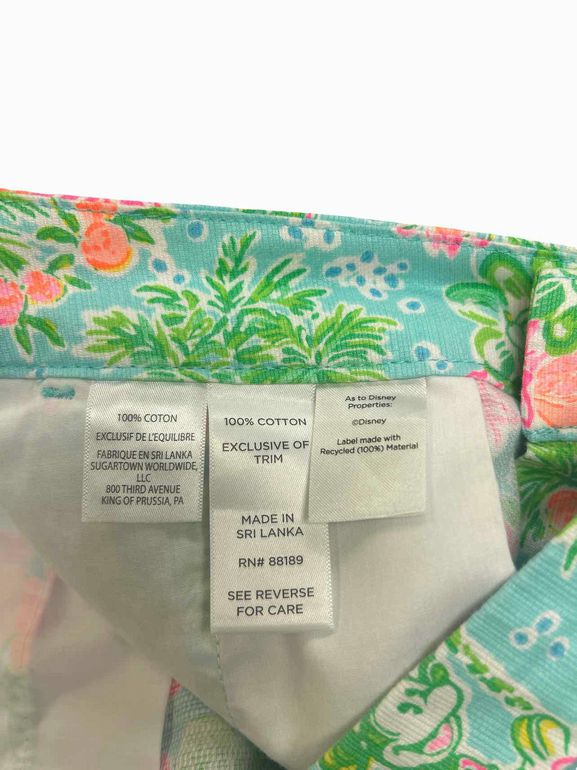 100% COTON
EXCLUSIF DE L'EQUILIBRE
FABRIQUE EN SRI LANKA
SUGARTOWN WORLDWIDE,
LLC
800 THIRD AVENUE
KING OF PRUSSIA, PA
100% COTTON
EXCLUSIVE OF
TRIM
MADE IN
SRI LANKA
RN# 88189
SEE REVERSE
FOR CARE
As to Disney
Properties:
©Disney
Label made with
Recycled (100%) Material